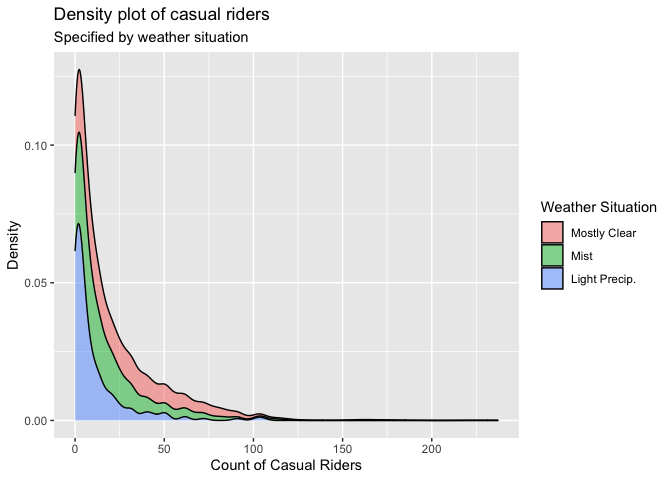 Density plot of casual riders
Specified by weather situation
0.10
0.05
0.00
Density
0 50 100 150 200
Count of Casual Riders
Weather Situation
Mostly Clear
Mist
Light Precip.